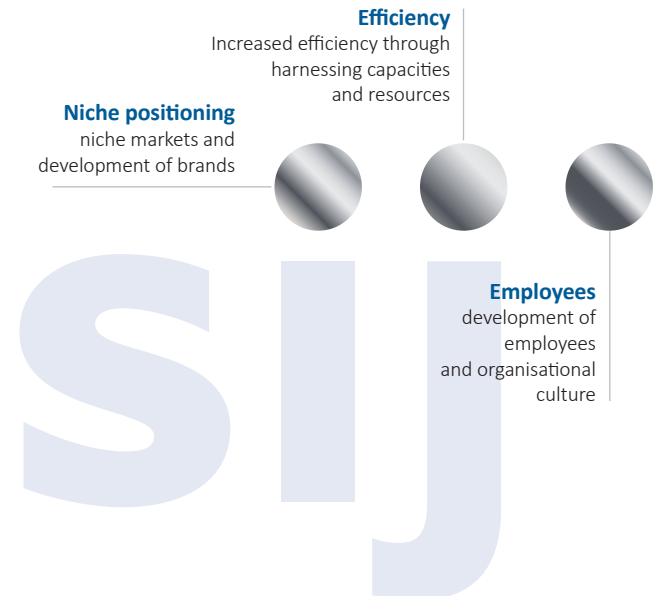 Efficiency
Increased efficiency through
harnessing capacities
and resources
Niche positioning
niche markets and
development of brands
sij
Employees
development of
employees
and organisational
culture